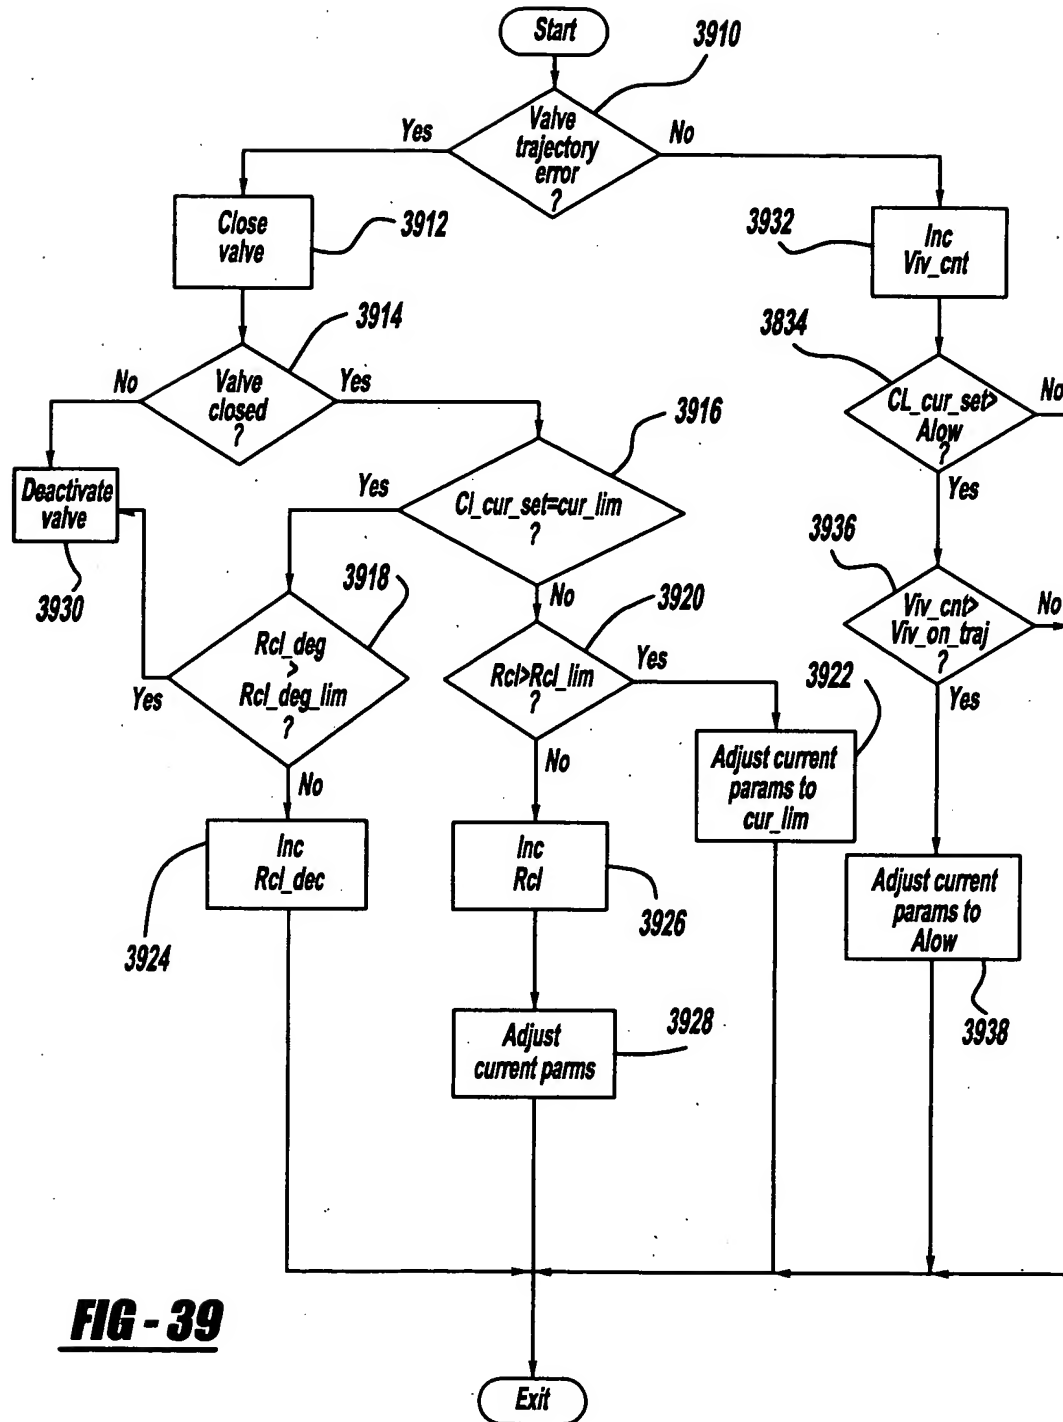 Start
3910
Valve
trajectory
error
?
Yes
No
Close
valve
3912
3932
Inc
Viv_cnt
3914
Valve
closed
?
No
Yes
3834
CL_cur_set>
Alow
?
No
Yes
3916
Cl_cur_set=cur_lim
?
Yes
No
Deactivate
valve
3930
3918
Rcl_deg
>
Rcl_deg_lim
?
Yes
No
3920
Rcl>Rcl_lim
?
Yes
No
3936
Viv_cnt>
Viv_on_traj
?
No
Yes
3922
Adjust current
params to
cur_lim
Inc
Rcl_dec
3924
Inc
Rcl
3926
Adjust current
params to
Alow
3938
Adjust
current parms
3928
FIG - 39
Exit